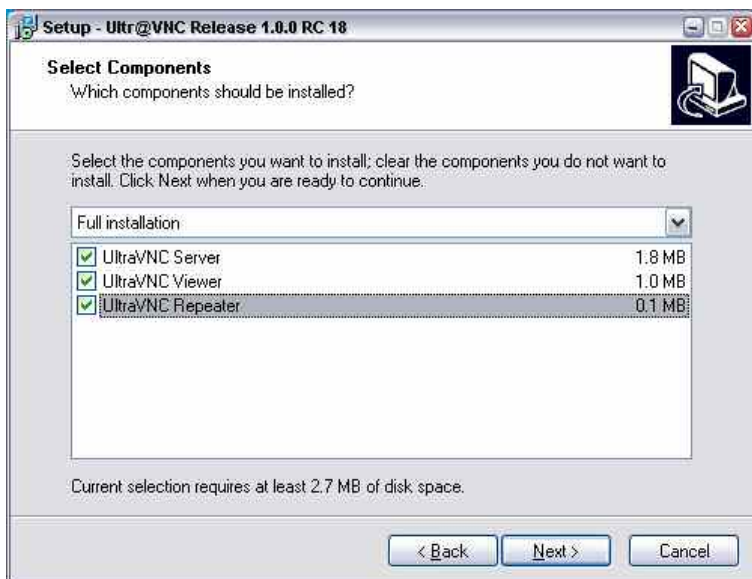 Setup - Ultr@VNC Release 1.0.0 RC 18
Select Components
Which components should be installed?
Select the components you want to install; clear the components you do not want to
install. Click Next when you are ready to continue.
Full installation
UltraVNC Server 1.8 MB
UltraVNC Viewer 1.0 MB
UltraVNC Repeater 0.1 MB
Current selection requires at least 2.7 MB of disk space.
< Back Next > Cancel